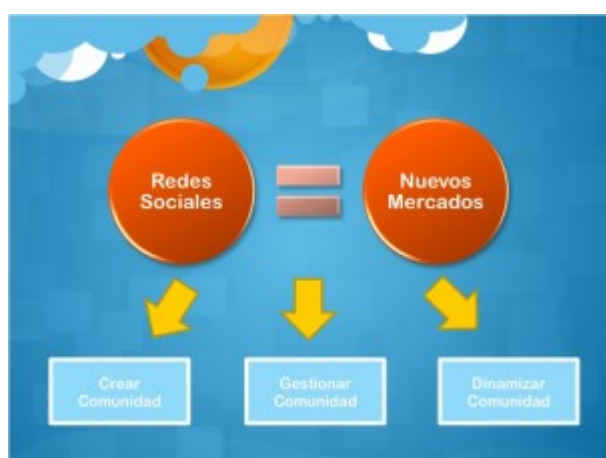 Redes
Sociales
Nuevos
Mercados
Crear
Comunidad
Gestionar
Comunidad
Dinamizar
Comunidad